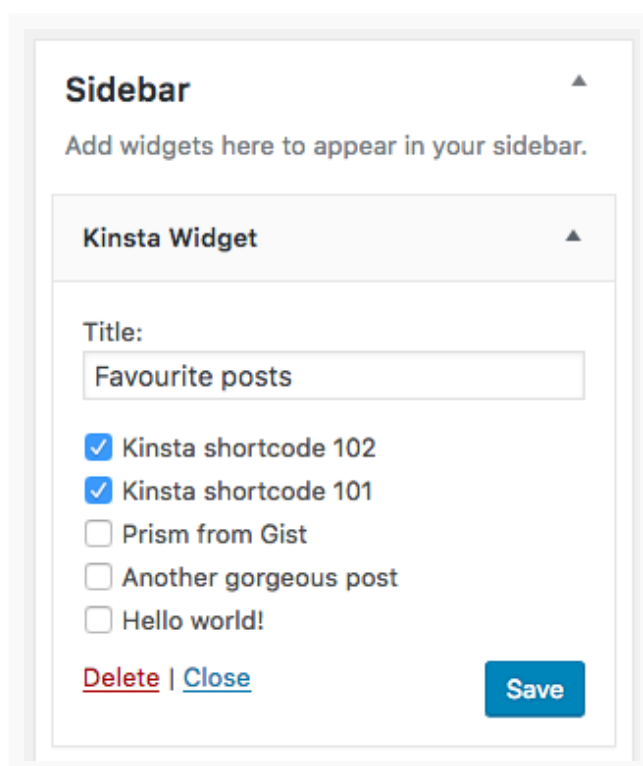 Sidebar
Add widgets here to appear in your sidebar.
Kinsta Widget
Title:
Favourite posts
Kinsta shortcode 102
Kinsta shortcode 101
Prism from Gist
Another gorgeous post
Hello world!
Delete | Close
Save